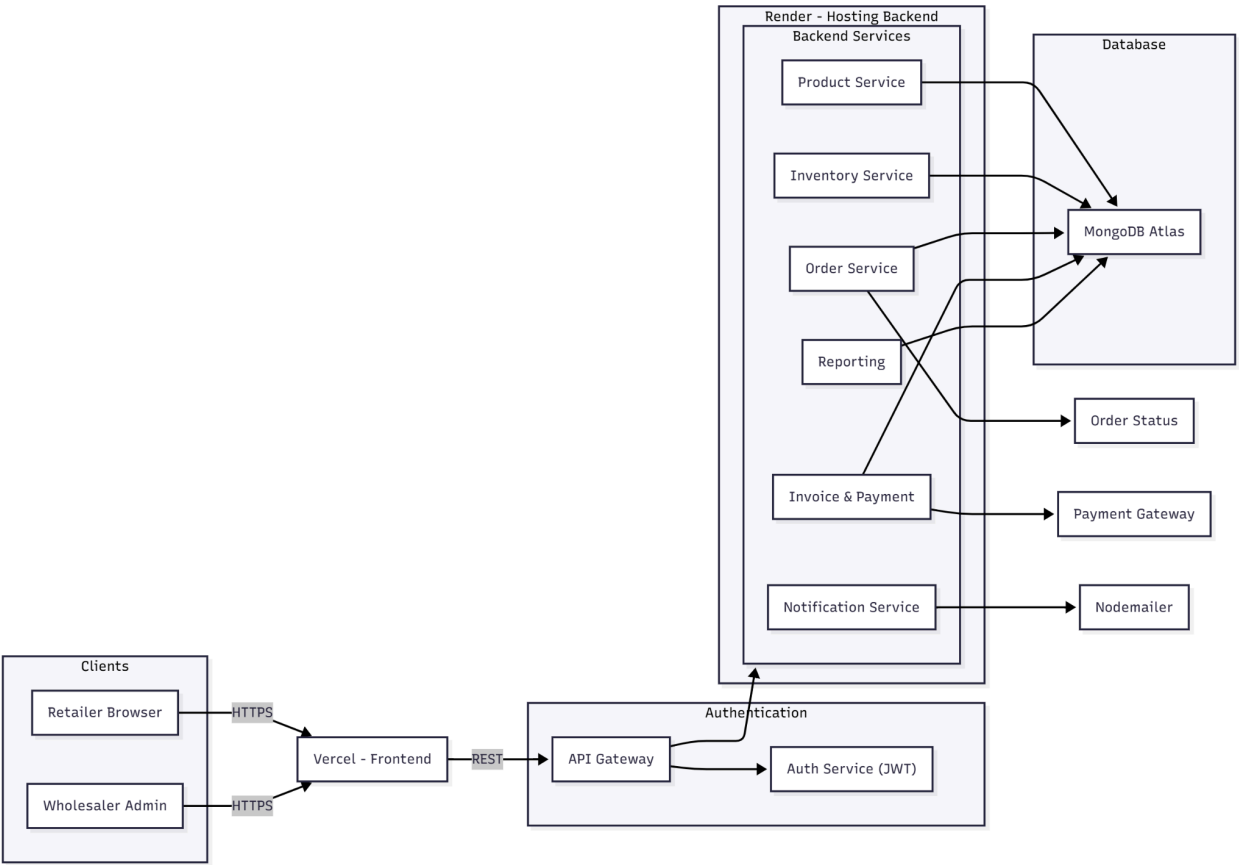 Render - Hosting Backend
Backend Services
Database
Product Service
Inventory Service
MongoDB Atlas
Order Service
Reporting
Order Status
Invoice & Payment
Payment Gateway
Notification Service
Nodemailer
Clients
Retailer Browser
HTTPS
Authentication
Vercel - Frontend
REST
API Gateway
Auth Service (JWT)
Wholesaler Admin
HTTPS